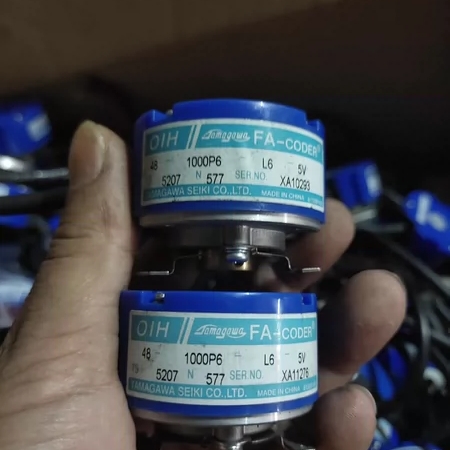 OIH Tamagawa FA-CODER®
48 - 1000P6 L6 - 5V
5207 N 577 SER.NO. XA10299
TAMAGAWA SEIKI CO.,LTD. MADE IN CHINA
OIH Tamagawa FA-CODER®
48 - 1000P6 - L6 - 5V
5207 N 577 SER.NO. XA11276
TAMAGAWA SEIKI CO.,LTD. MADE IN CHINA